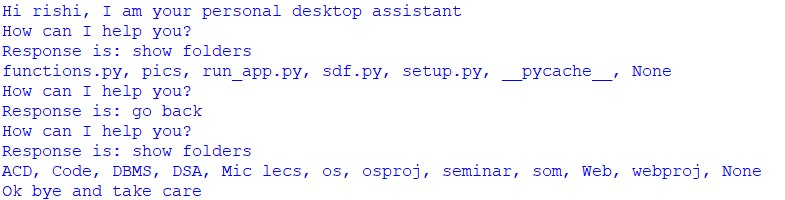 Hi rishi, I am your personal desktop assistant
How can I help you?
Response is: show folders
functions.py, pics, run_app.py, sdf.py, setup.py, __pycache__, None
How can I help you?
Response is: go back
How can I help you?
Response is: show folders
ACD, Code, DBMS, DSA, Mic lecs, os, osproj, seminar, som, Web, webproj, None
Ok bye and take care